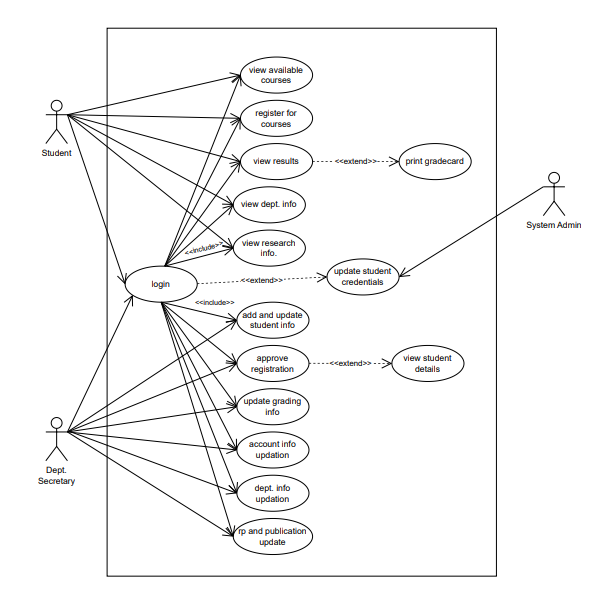 view available
courses
register for
courses
Student
view results
<<extend>>
print gradecard
view dept. info
System Admin
view research
info.
<<include>>
login
<<extend>>
update student
credentials
<<include>>
add and update
student info
approve
registration
<<extend>>
view student
details
update grading
info
account info
updation
Dept.
Secretary
dept. info
updation
rp and publication
update